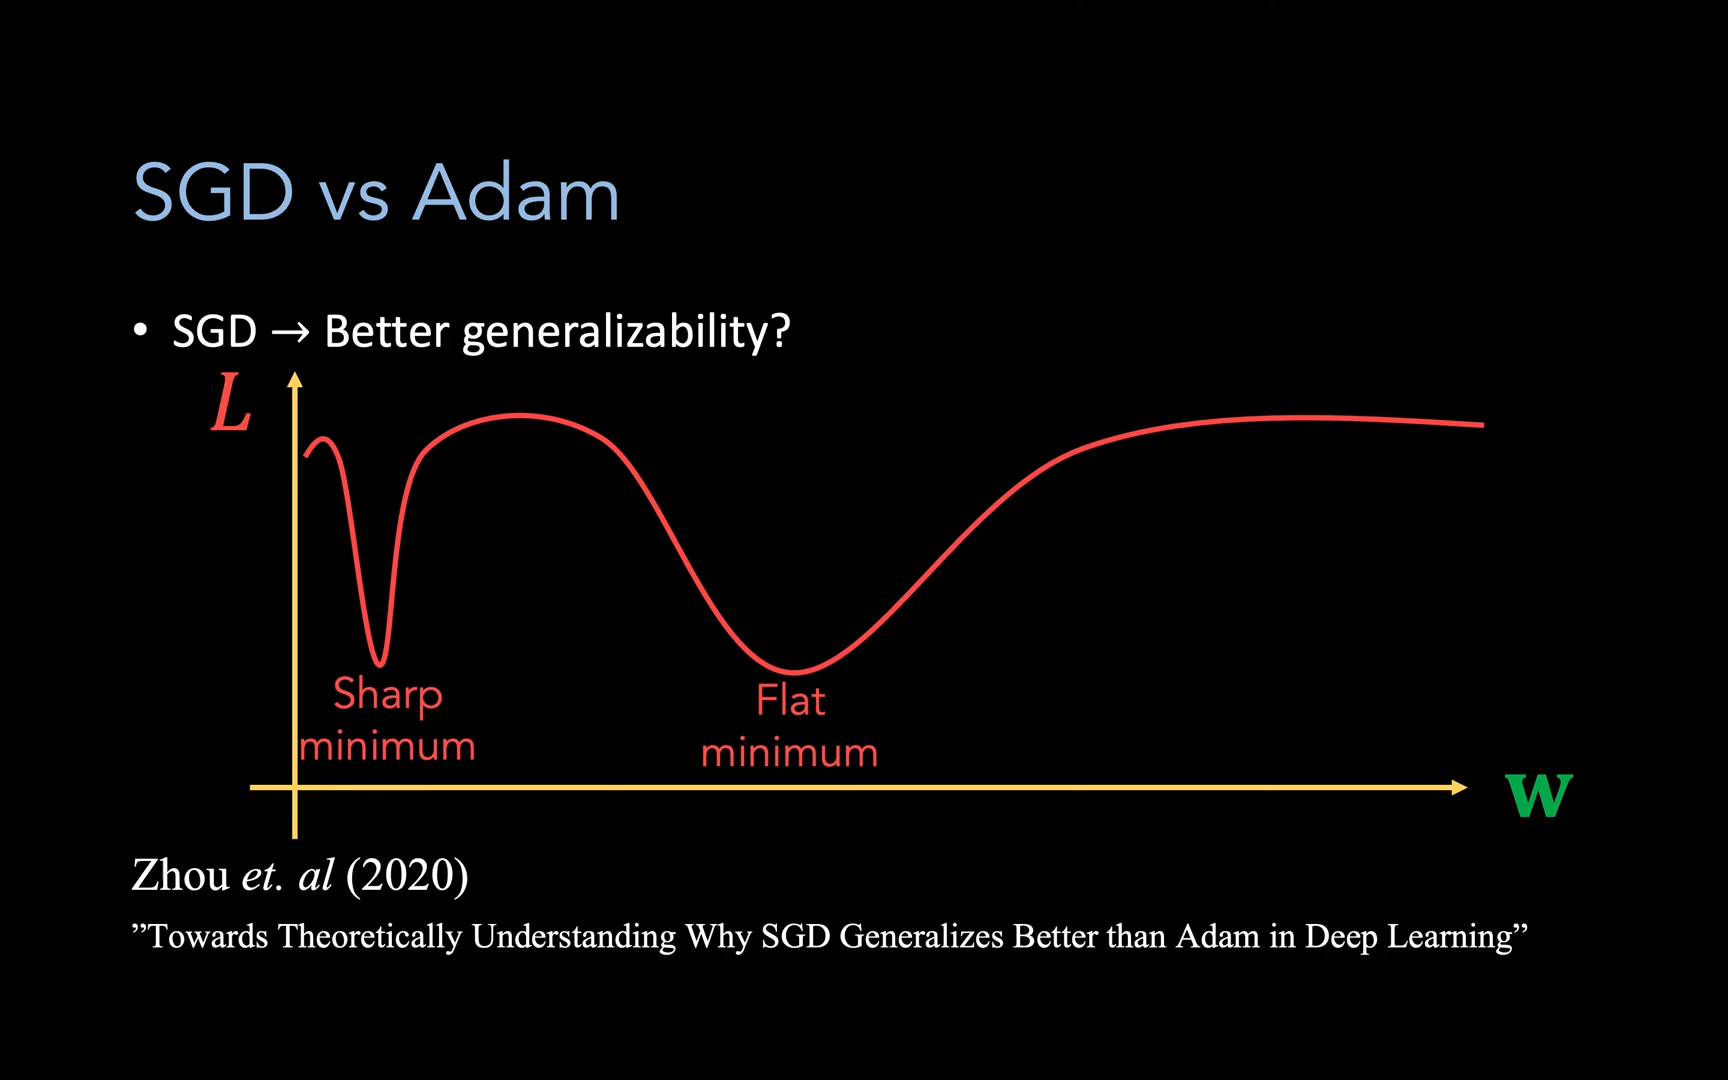 SGD vs Adam
• SGD → Better generalizability?
L
Sharp
minimum
Flat
minimum
w
Zhou et. al (2020)
”Towards Theoretically Understanding Why SGD Generalizes Better than Adam in Deep Learning”